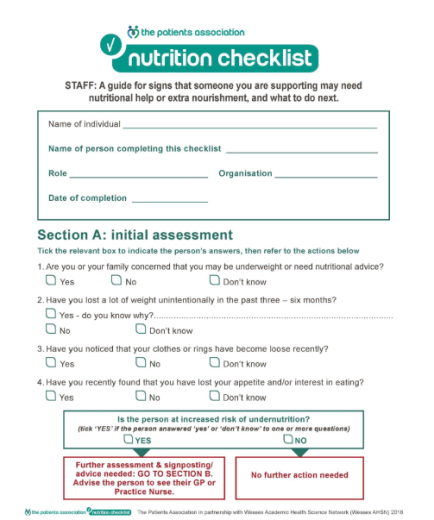 the patients association
nutrition checklist
STAFF: A guide for signs that someone you are supporting may need
nutritional help or extra nourishment, and what to do next.
Name of individual
Name of person completing this checklist
Role Organisation
Date of completion
Section A: initial assessment
Tick the relevant box to indicate the person's answers, then refer to the actions below
1. Are you or your family concerned that you may be underweight or need nutritional advice?
Yes No Don't know
2. Have you lost a lot of weight unintentionally in the past three – six months?
Yes - do you know why?
No Don't know
3. Have you noticed that your clothes or rings have become loose recently?
Yes No Don't know
4. Have you recently found that you have lost your appetite and/or interest in eating?
Yes No Don't know
Is the person at increased risk of undernutrition?
(tick 'YES' if the person answered 'yes' or 'don't know' to one or more questions)
YES NO
Further assessment & signposting/
advice needed: GO TO SECTION B.
Advise the person to see their GP or
Practice Nurse.
No further action needed
the patients association nutrition checklist The Patients Association in partnership with Wessex Academic Health Science Network (Wessex AHSN) 2018